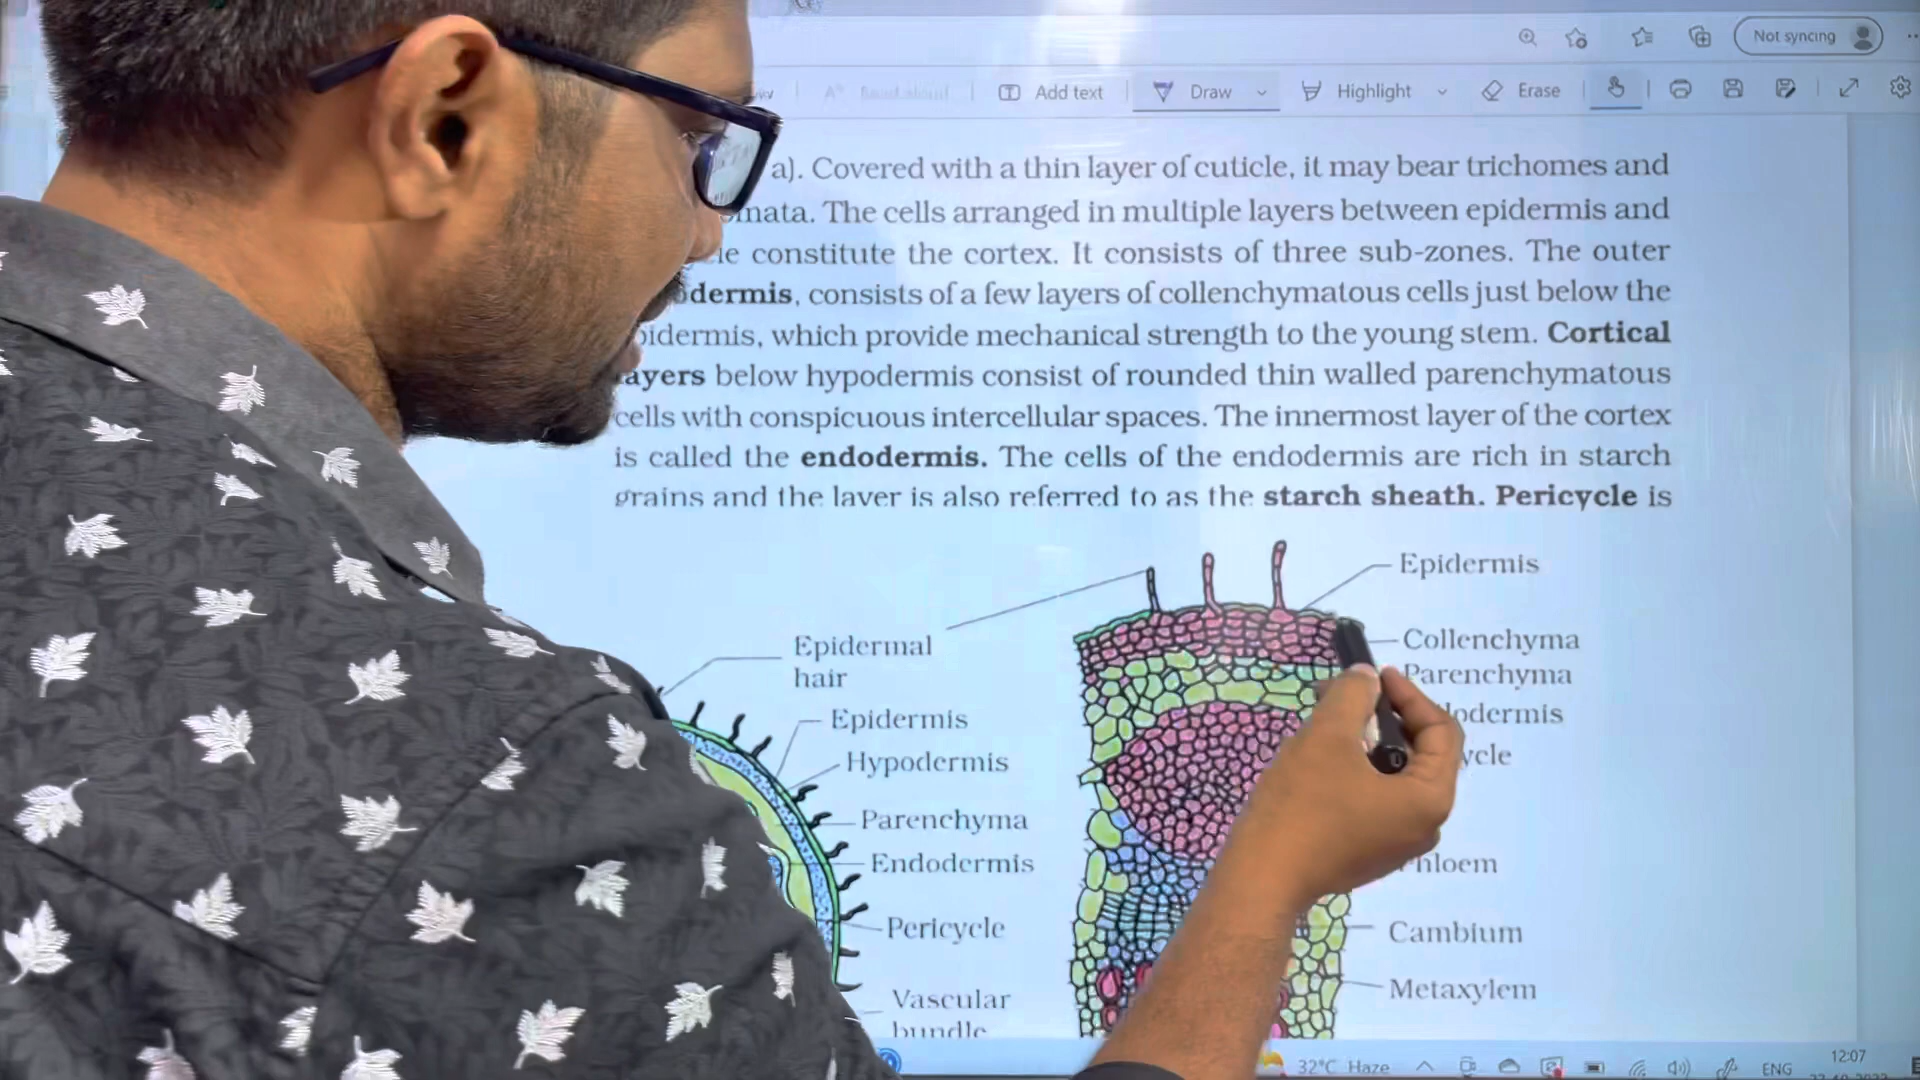 Not syncing
Add text
Draw
Highlight
Erase
a). Covered with a thin layer of cuticle, it may bear trichomes and
mata. The cells arranged in multiple layers between epidermis and
constitute the cortex. It consists of three sub-zones. The outer
dermis, consists of a few layers of collenchymatous cells just below the
idermis, which provide mechanical strength to the young stem. Cortical
ayers below hypodermis consist of rounded thin walled parenchymatous
cells with conspicuous intercellular spaces. The innermost layer of the cortex
is called the endodermis. The cells of the endodermis are rich in starch
grains and the layer is also referred to as the starch sheath. Pericycle is
Epidermis
Collenchyma
Parenchyma
odermis
ycle
hloem
Cambium
Metaxylem
Epidermal
hair
Epidermis
Hypodermis
Parenchyma
Endodermis
Pericycle
Vascular
bundle
32°C Haze
ENG
12:07